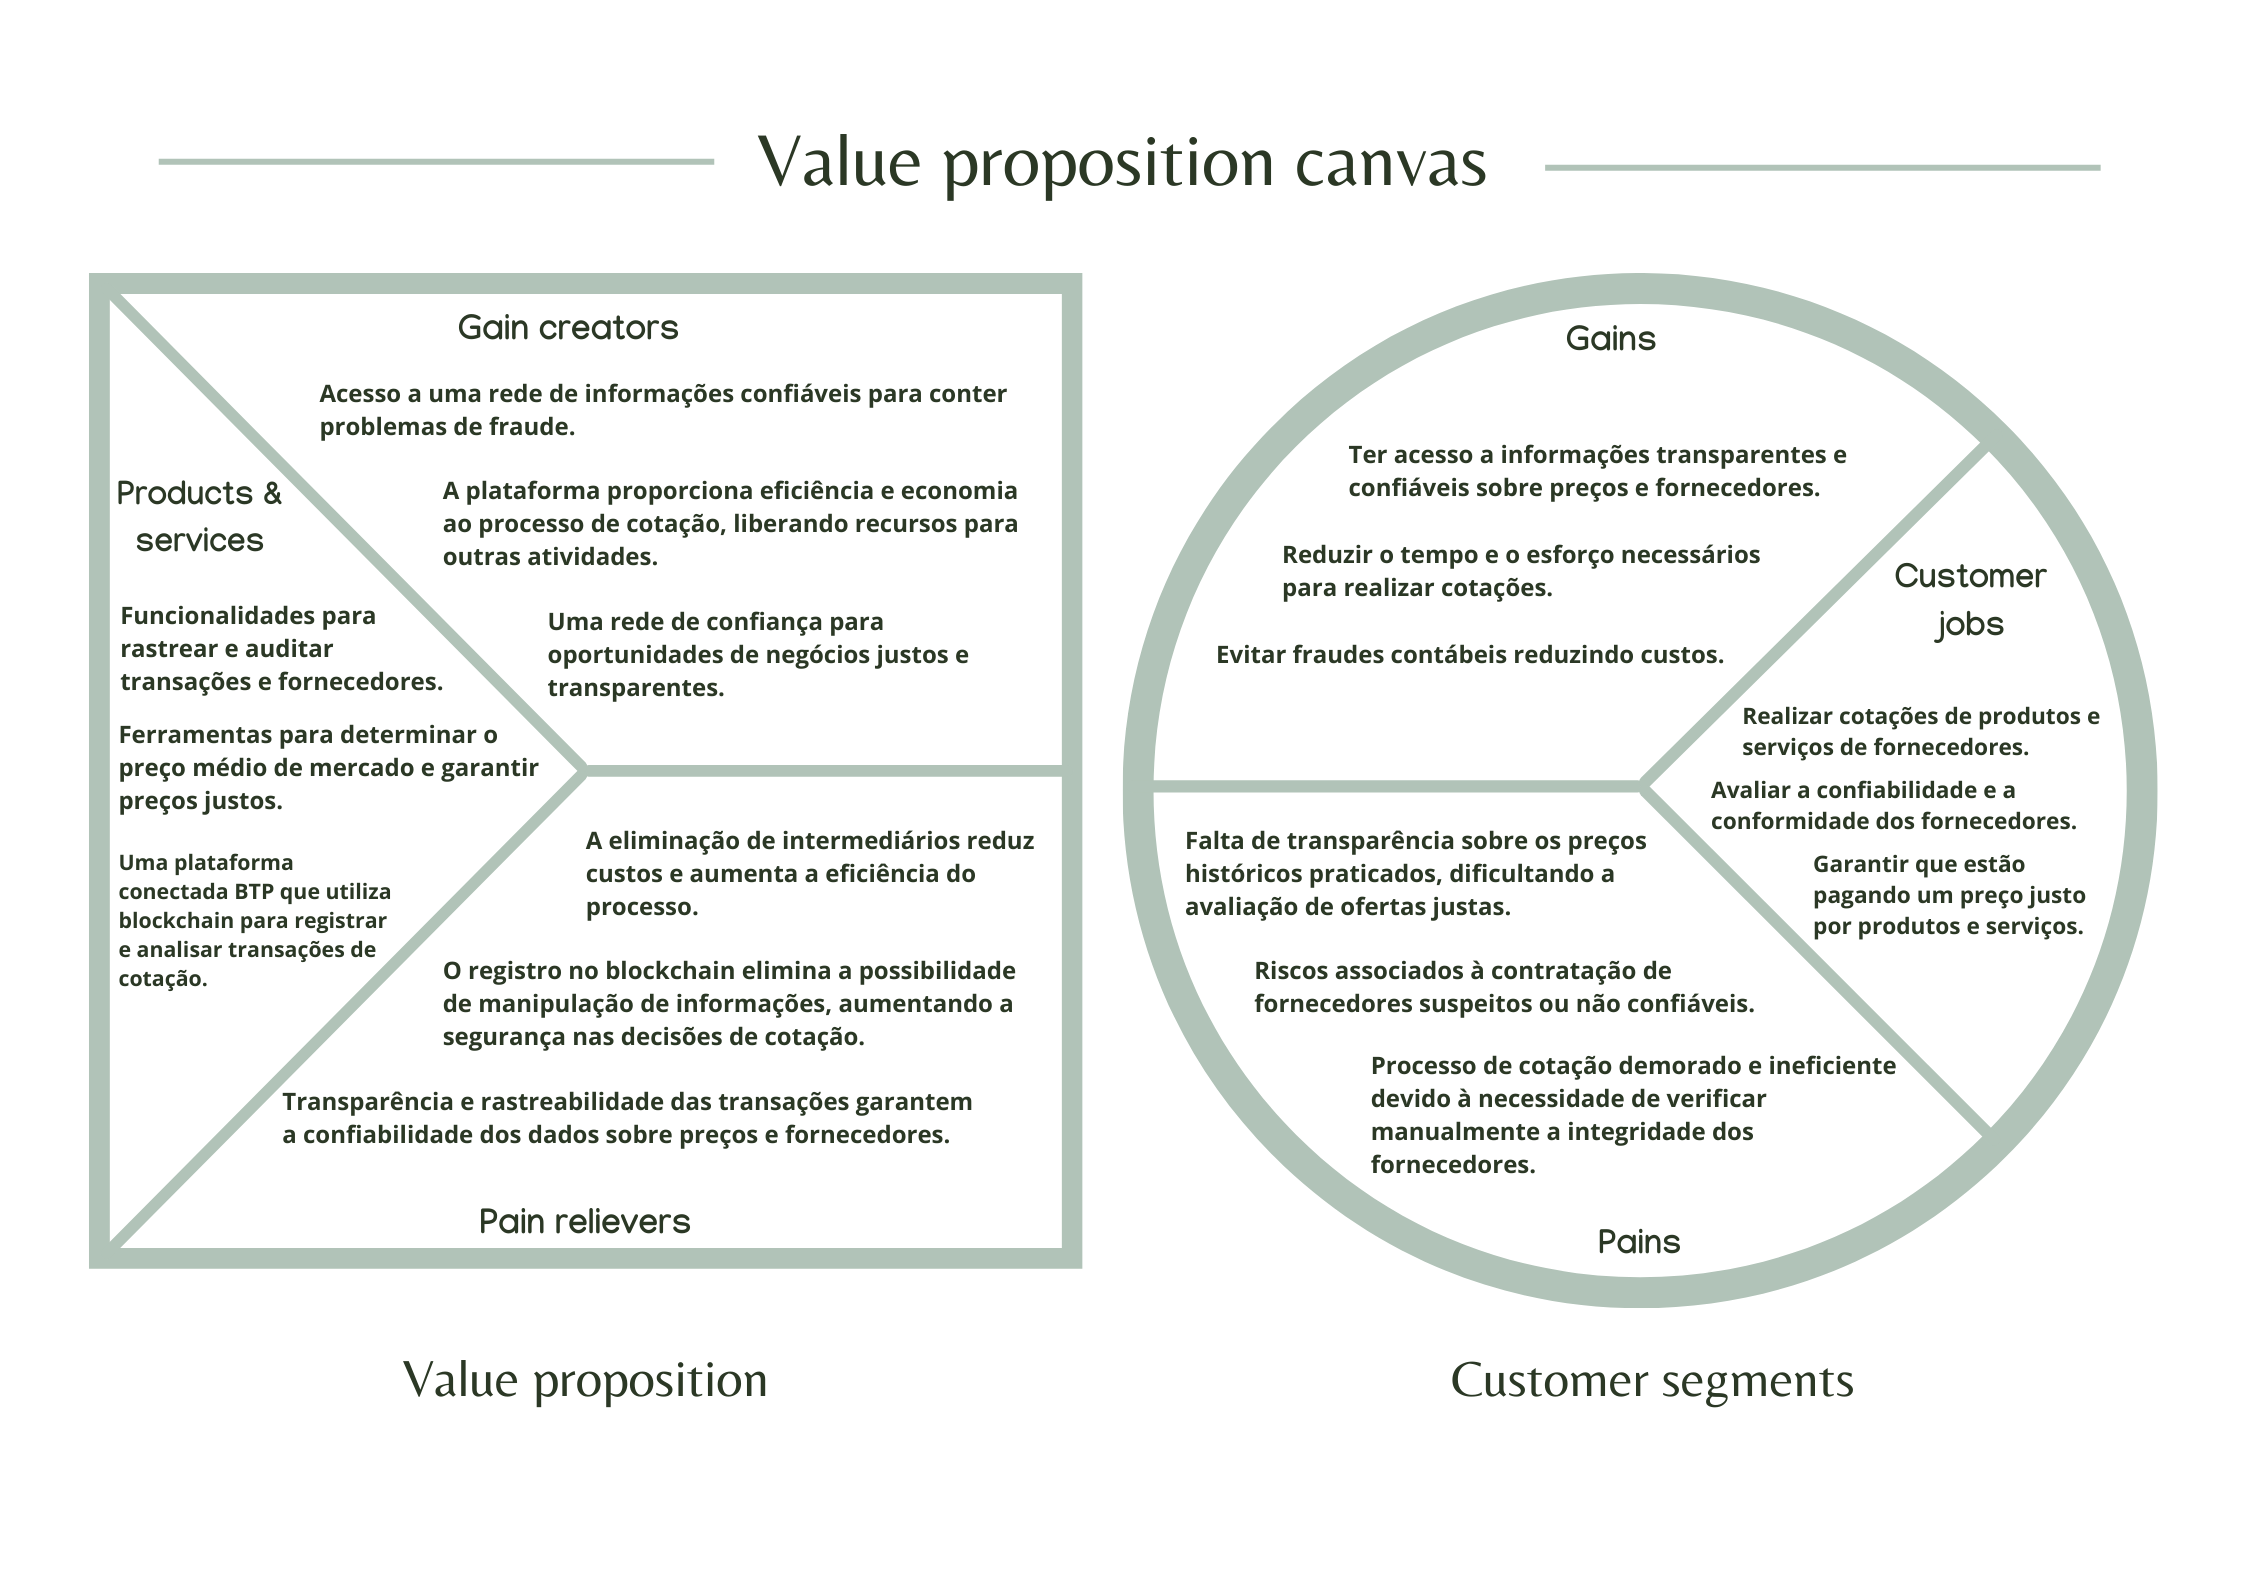 Value proposition canvas
Gain creators
Acesso a uma rede de informações confiáveis para conter
problemas de fraude.
A plataforma proporciona eficiência e economia
ao processo de cotação, liberando recursos para
outras atividades.
Uma rede de confiança para
oportunidades de negócios justos e
transparentes.
Products &
services
Funcionalidades para
rastrear e auditar
transações e fornecedores.
Ferramentas para determinar o
preço médio de mercado e garantir
preços justos.
Uma plataforma
conectada BTP que utiliza
blockchain para registrar
e analisar transações de
cotação.
A eliminação de intermediários reduz
custos e aumenta a eficiência do
processo.
O registro no blockchain elimina a possibilidade
de manipulação de informações, aumentando a
segurança nas decisões de cotação.
Transparência e rastreabilidade das transações garantem
a confiabilidade dos dados sobre preços e fornecedores.
Pain relievers
Value proposition
Gains
Ter acesso a informações transparentes e
confiáveis sobre preços e fornecedores.
Reduzir o tempo e o esforço necessários
para realizar cotações.
Evitar fraudes contábeis reduzindo custos.
Customer
jobs
Realizar cotações de produtos e
serviços de fornecedores.
Avaliar a confiabilidade e a
conformidade dos fornecedores.
Garantir que estão
pagando um preço justo
por produtos e serviços.
Falta de transparência sobre os preços
históricos praticados, dificultando a
avaliação de ofertas justas.
Riscos associados à contratação de
fornecedores suspeitos ou não confiáveis.
Processo de cotação demorado e ineficiente
devido à necessidade de verificar
manualmente a integridade dos
fornecedores.
Pains
Customer segments